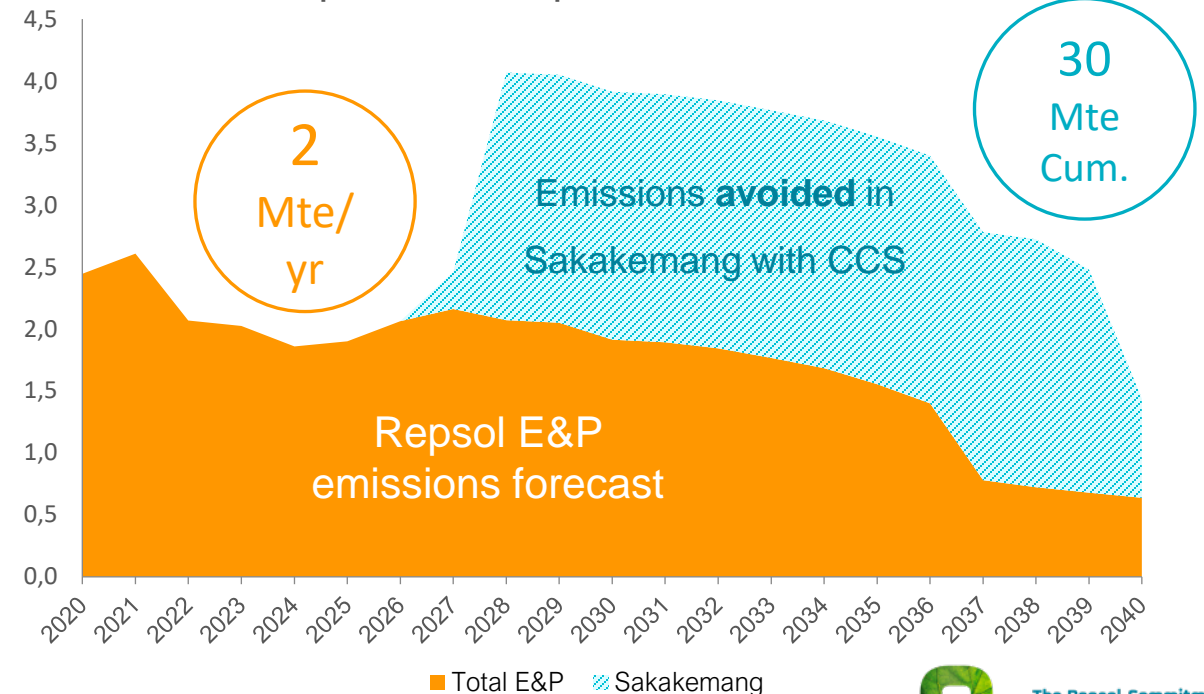 4,5
4,0
3,5
3,0
2,5
2,0
1,5
1,0
0,5
0,0
2
Mte/
yr
30
Mte
Cum.
Emissions avoided in
Sakakemang with CCS
Repsol E&P
emissions forecast
2020 2021 2022 2023 2024 2025 2026 2027 2028 2029 2030 2031 2032 2033 2034 2035 2036 2037 2038 2039 2040
Total E&P Sakakemang